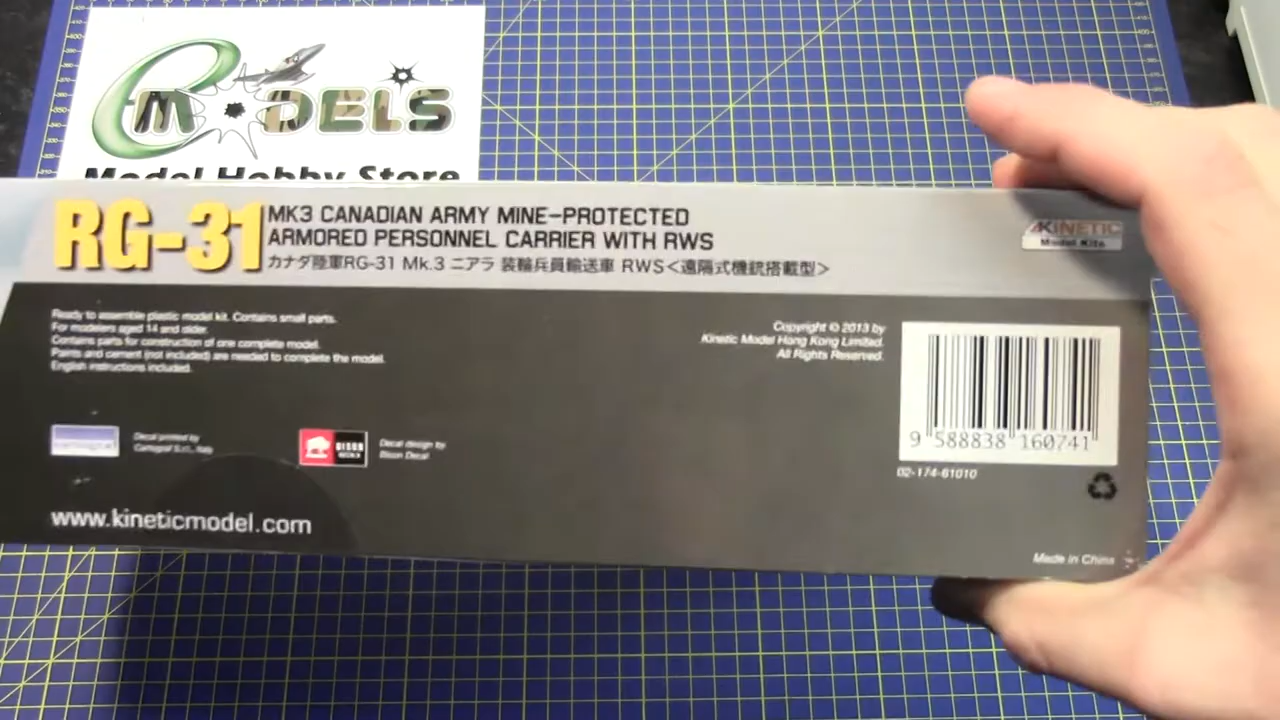 eMODELS
Model Hobby Store
RG-31
MK3 CANADIAN ARMY MINE-PROTECTED
ARMORED PERSONNEL CARRIER WITH RWS
カナダ陸軍RG-31 Mk.3 ニアラ 装輪兵員輸送車 RWS<遠隔式機銃搭載型>
KINETIC
Model Kits
Ready to assemble plastic model kit. Contains small parts.
For modelers aged 14 and older.
Contains parts for construction of one complete model.
Paints and cement (not included) are needed to complete the model.
English instructions included.
Copyright © 2013 by
Kinetic Model Hong Kong Limited.
All Rights Reserved.
9 588838 160741
02-174-61010
Decal printed by
Cartograf S.r.l., Italy
BISON
Decal design by
Bison Decal
www.kineticmodel.com
Made in China